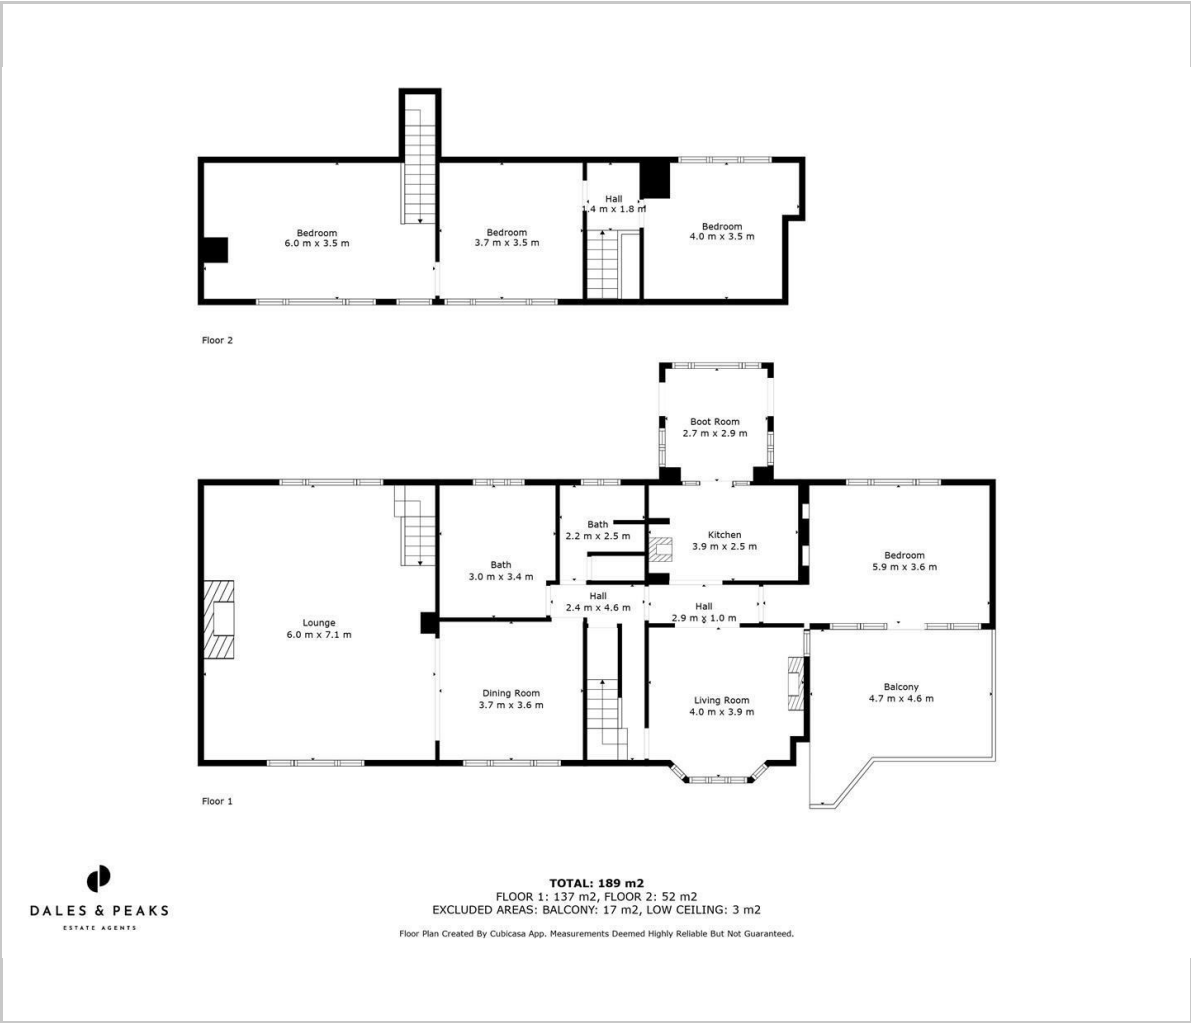 Hall
1.4 m x 1.8 m
Bedroom
4.0 m x 3.5 m
Bedroom
6.0 m x 3.5 m
Bedroom
3.7 m x 3.5 m
Floor 2
Boot Room
2.7 m x 2.9 m
Bath
2.2 m x 2.5 m
Kitchen
3.9 m x 2.5 m
Bedroom
5.9 m x 3.6 m
Bath
3.0 m x 3.4 m
Hall
2.4 m x 4.6 m
Hall
2.9 m x 1.0 m
Lounge
6.0 m x 7.1 m
Dining Room
3.7 m x 3.6 m
Living Room
4.0 m x 3.9 m
Balcony
4.7 m x 4.6 m
Floor 1
DALES & PEAKS
ESTATE AGENTS
TOTAL: 189 m2
FLOOR 1: 137 m2, FLOOR 2: 52 m2
EXCLUDED AREAS: BALCONY: 17 m2, LOW CEILING: 3 m2
Floor Plan Created By Cubicasa App. Measurements Deemed Highly Reliable But Not Guaranteed.